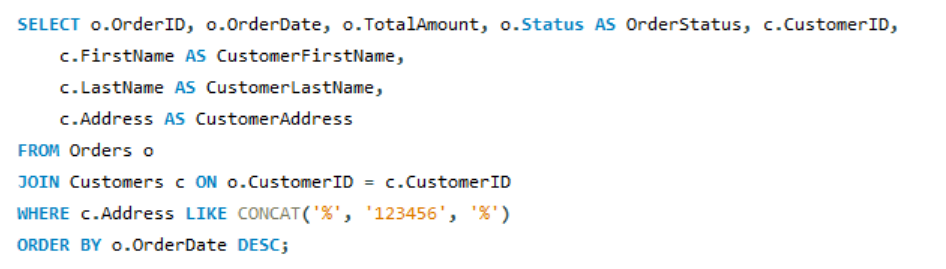 SELECT o.OrderID, o.OrderDate, o.TotalAmount, o.Status AS OrderStatus, c.CustomerID,
    c.FirstName AS CustomerFirstName,
    c.LastName AS CustomerLastName,
    c.Address AS CustomerAddress
FROM Orders o
JOIN Customers c ON o.CustomerID = c.CustomerID
WHERE c.Address LIKE CONCAT('%', '123456', '%')
ORDER BY o.OrderDate DESC;